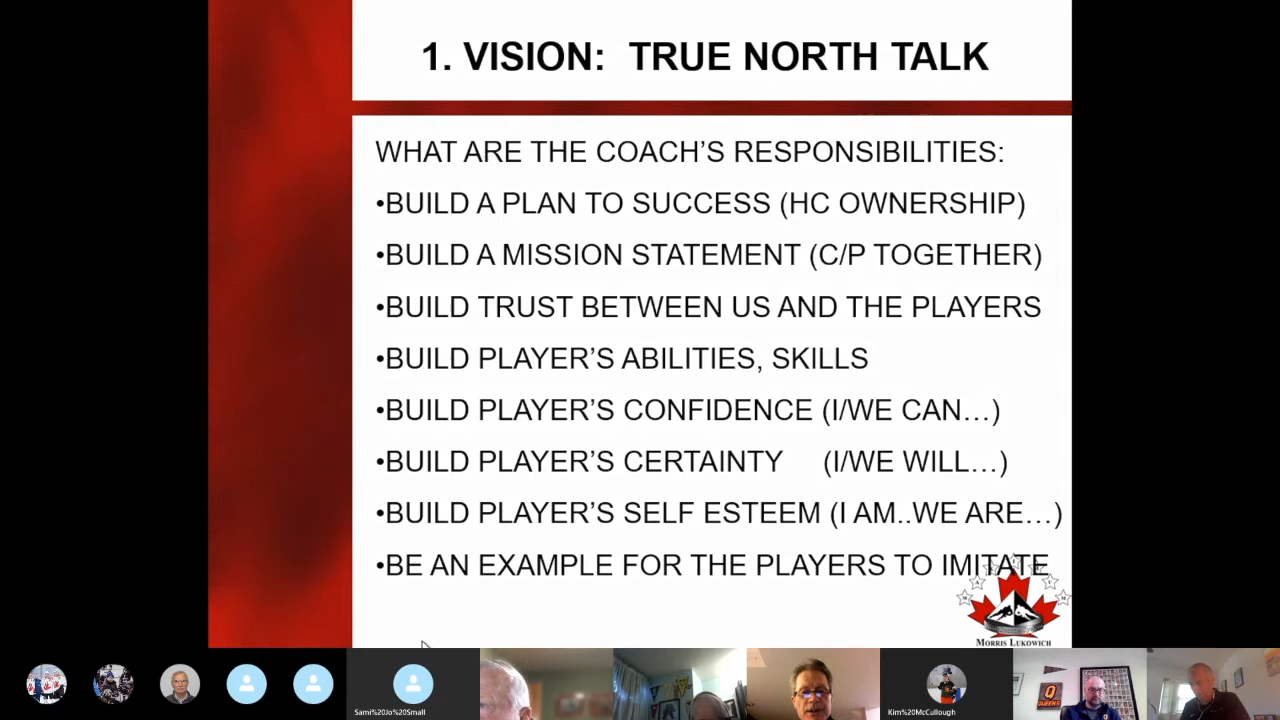 1. VISION: TRUE NORTH TALK
WHAT ARE THE COACH'S RESPONSIBILITIES:
•BUILD A PLAN TO SUCCESS (HC OWNERSHIP)
•BUILD A MISSION STATEMENT (C/P TOGETHER)
•BUILD TRUST BETWEEN US AND THE PLAYERS
•BUILD PLAYER'S ABILITIES, SKILLS
•BUILD PLAYER'S CONFIDENCE (I/WE CAN...)
•BUILD PLAYER'S CERTAINTY (I/WE WILL...)
•BUILD PLAYER'S SELF ESTEEM (I AM..WE ARE...)
•BE AN EXAMPLE FOR THE PLAYERS TO IMITATE
MORRIS LUKOWICH
Sami%20Jo%20Small
Kim%20McCullough
Q
QUEENS